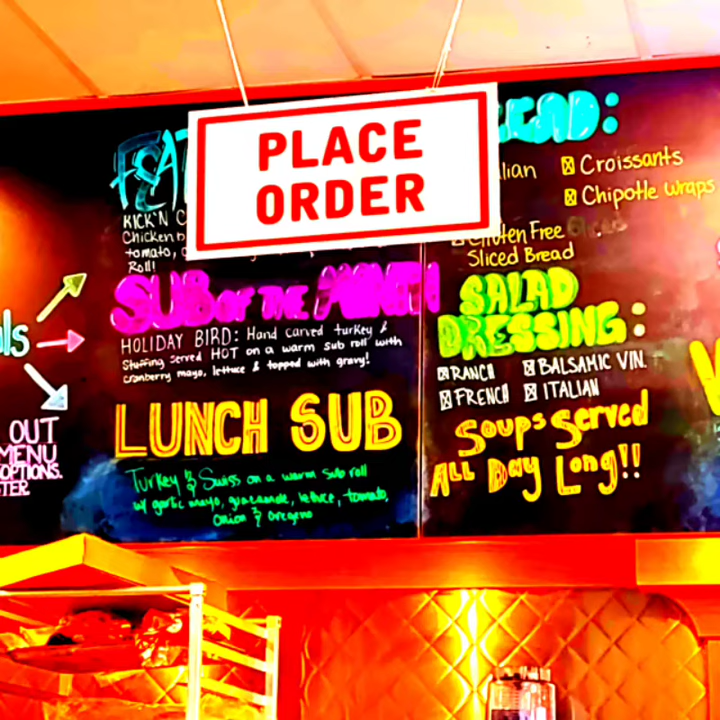 PLACE
ORDER
KICK'N
Chicken
tomato,
Roll!
SUB OF THE MONTH
HOLIDAY BIRD: Hand carved turkey &
Stuffing served HOT on a warm sub roll with
cranberry mayo, lettuce & topped with gravy!
LUNCH SUB
Turkey & Swiss on a warm sub roll
w/ garlic mayo, guacamole, lettuce, tomato,
onion & oregano
Croissants
Chipotle wraps
Gluten Free
Sliced Bread
SALAD
DRESSING:
RANCH BALSAMIC VIN.
FRENCH ITALIAN
Soups Served
All Day Long!!
OUT
MENU
OPTIONS.